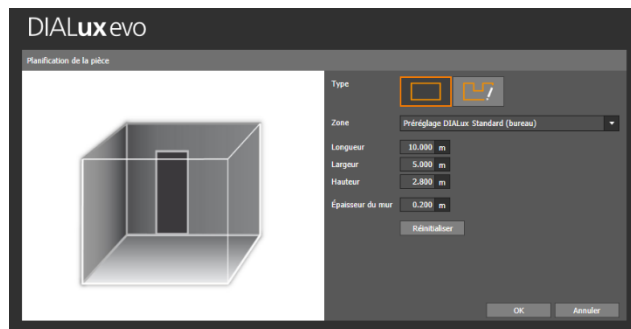 DIALux evo
Planification de la pièce
Type
Zone Préréglage DIALux Standard (bureau)
Longueur 10.000 m
Largeur 5.000 m
Hauteur 2.800 m
Épaisseur du mur 0.200 m
Réinitialiser
OK Annuler